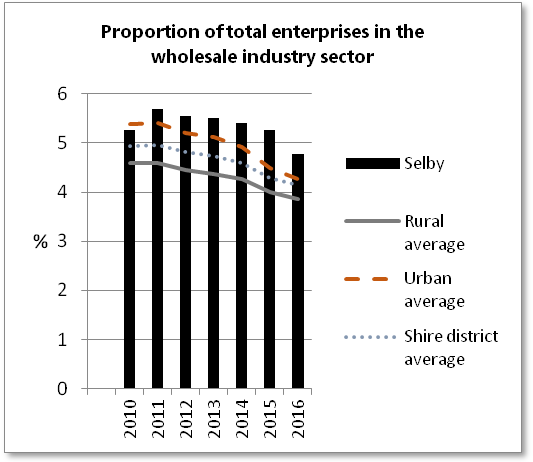 Proportion of total enterprises in the
wholesale industry sector
6
5
4
3
2
1
0
%
2010
2011
2012
2013
2014
2015
2016
Selby
Rural
average
Urban
average
Shire district
average